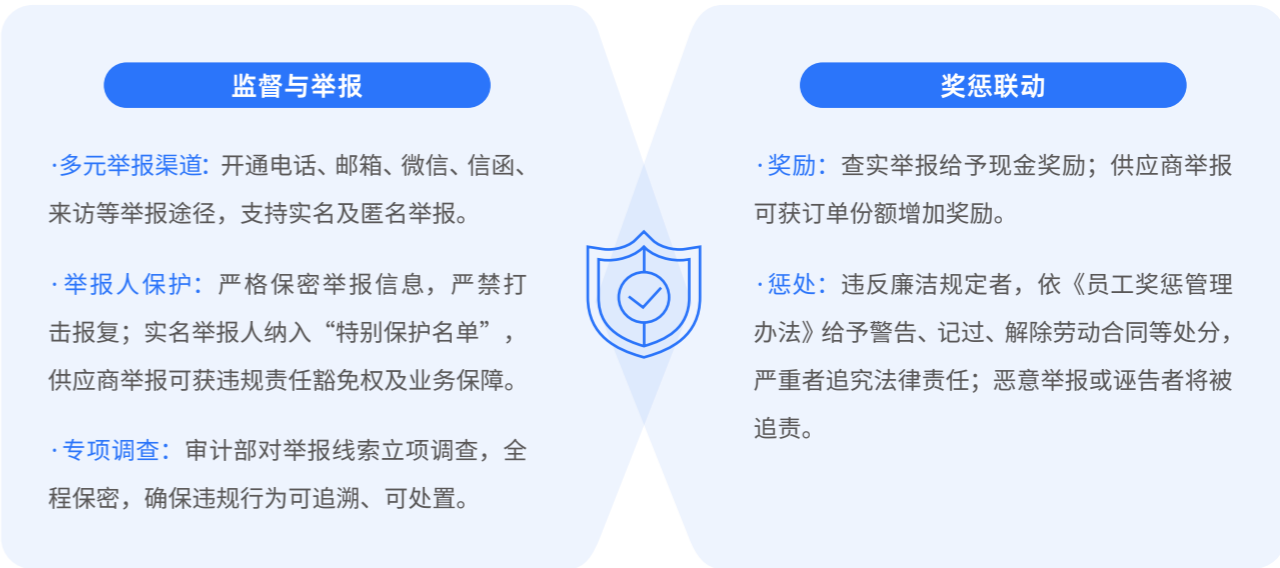 监督与举报
·多元举报渠道：开通电话、邮箱、微信、信函、
来访等举报途径，支持实名及匿名举报。
·举报人保护：严格保密举报信息，严禁打
击报复；实名举报人纳入“特别保护名单”，
供应商举报可获违规责任豁免权及业务保障。
·专项调查：审计部对举报线索立项调查，全
程保密，确保违规行为可追溯、可处置。
奖惩联动
·奖励：查实举报给予现金奖励；供应商举报
可获订单份额增加奖励。
·惩处：违反廉洁规定者，依《员工奖惩管理
办法》给予警告、记过、解除劳动合同等处分，
严重者追究法律责任；恶意举报或诬告者将被
追责。